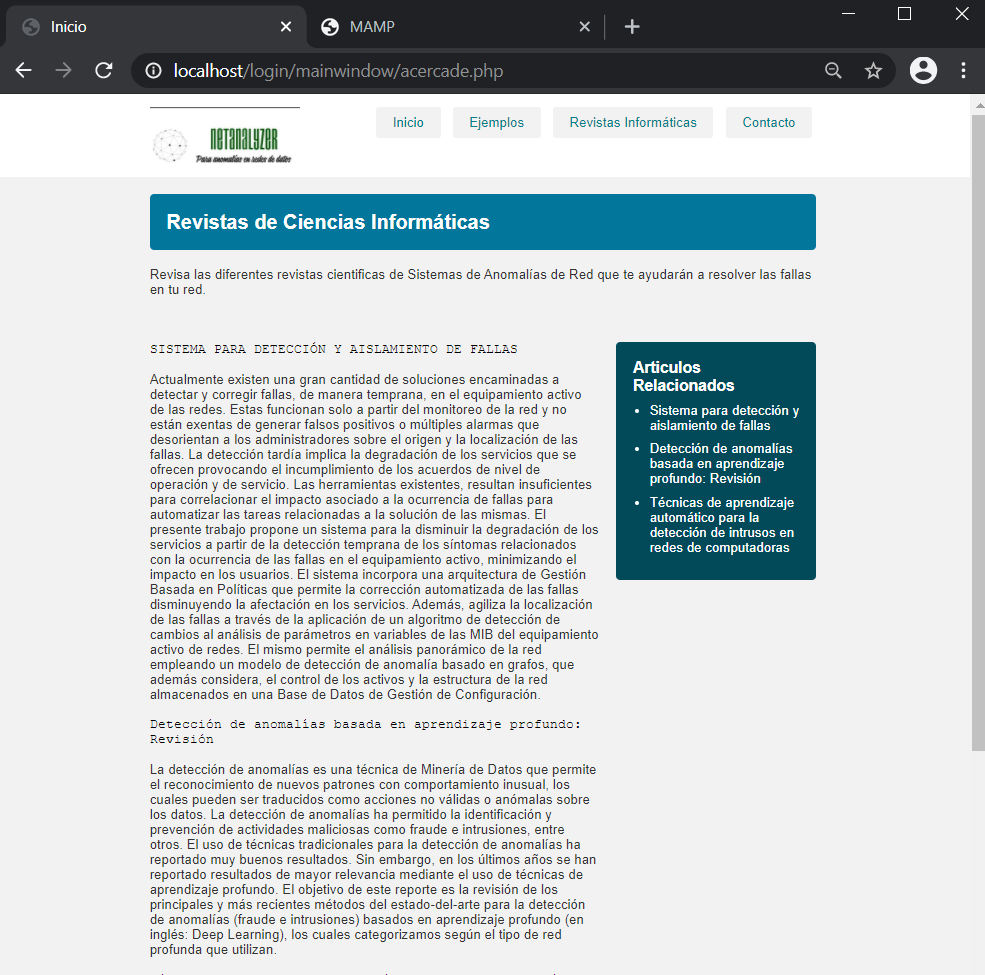 Inicio
MAMP
localhost/login/mainwindow/acercade.php
NETANALYZER
Para anomalías en redes de datos
Inicio
Ejemplos
Revistas Informáticas
Contacto
Revistas de Ciencias Informáticas
Revisa las diferentes revistas cientificas de Sistemas de Anomalías de Red que te ayudarán a resolver las fallas
en tu red.
SISTEMA PARA DETECCIÓN Y AISLAMIENTO DE FALLAS
Actualmente existen una gran cantidad de soluciones encaminadas a
detectar y corregir fallas, de manera temprana, en el equipamiento activo
de las redes. Estas funcionan solo a partir del monitoreo de la red y no
están exentas de generar falsos positivos o múltiples alarmas que
desorientan a los administradores sobre el origen y la localización de las
fallas. La detección tardía implica la degradación de los servicios que se
ofrecen provocando el incumplimiento de los acuerdos de nivel de
operación y de servicio. Las herramientas existentes, resultan insuficientes
para correlacionar el impacto asociado a la ocurrencia de fallas para
automatizar las tareas relacionadas a la solución de las mismas. El
presente trabajo propone un sistema para la disminuir la degradación de los
servicios a partir de la detección temprana de los síntomas relacionados
con la ocurrencia de las fallas en el equipamiento activo, minimizando el
impacto en los usuarios. El sistema incorpora una arquitectura de Gestión
Basada en Políticas que permite la corrección automatizada de las fallas
disminuyendo la afectación en los servicios. Además, agiliza la localización
de las fallas a través de la aplicación de un algoritmo de detección de
cambios al análisis de parámetros en variables de las MIB del equipamiento
activo de redes. El mismo permite el análisis panorámico de la red
empleando un modelo de detección de anomalía basado en grafos, que
además considera, el control de los activos y la estructura de la red
almacenados en una Base de Datos de Gestión de Configuración.
Detección de anomalías basada en aprendizaje profundo:
Revisión
La detección de anomalías es una técnica de Minería de Datos que permite
el reconocimiento de nuevos patrones con comportamiento inusual, los
cuales pueden ser traducidos como acciones no válidas o anómalas sobre
los datos. La detección de anomalías ha permitido la identificación y
prevención de actividades maliciosas como fraude e intrusiones, entre
otros. El uso de técnicas tradicionales para la detección de anomalías ha
reportado muy buenos resultados. Sin embargo, en los últimos años se han
reportado resultados de mayor relevancia mediante el uso de técnicas de
aprendizaje profundo. El objetivo de este reporte es la revisión de los
principales y más recientes métodos del estado-del-arte para la detección
de anomalías (fraude e intrusiones) basados en aprendizaje profundo (en
inglés: Deep Learning), los cuales categorizamos según el tipo de red
profunda que utilizan.
Articulos
Relacionados
• Sistema para detección y
aislamiento de fallas
• Detección de anomalías
basada en aprendizaje
profundo: Revisión
• Técnicas de aprendizaje
automático para la
detección de intrusos en
redes de computadoras